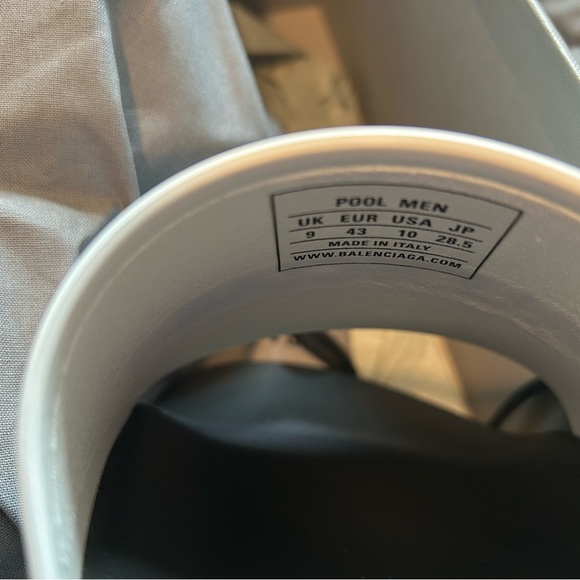 POOL MEN
UK EUR USA JP
9 43 10 28.5
MADE IN ITALY
WWW.BALENCIAGA.COM